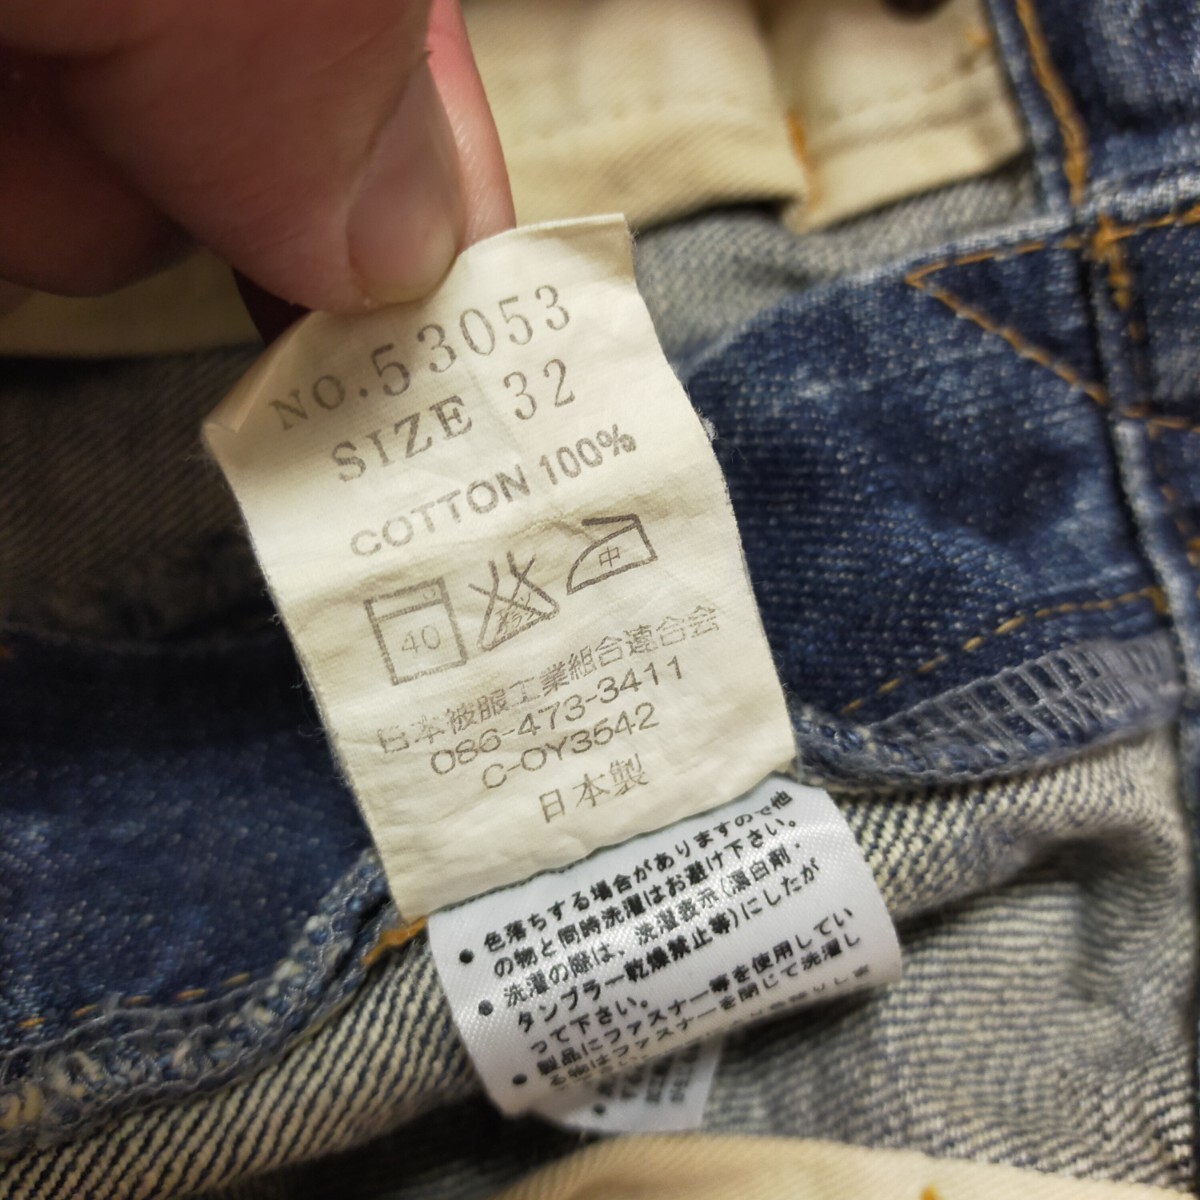 NO.53053
SIZE 32
COTTON 100%
40
中
日本被服工業組合連合会
086-473-3411
C-OY3542
日本製
• 色落ちする場合がありますので他
の物と同時洗濯はお避け下さい。
• 洗濯の際は、洗濯表示(漂白剤・
タンブラー乾燥禁止等)にしたが
って下さい。
• 製品にファスナー等を使用してい
る物はファスナーを閉じて洗濯し